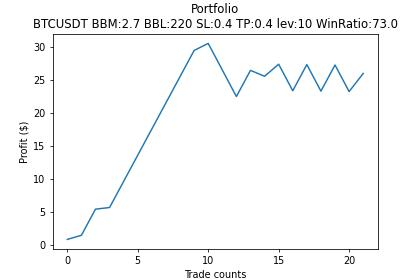 Portfolio
BTCUSDT BBM:2.7 BBL:220 SL:0.4 TP:0.4 lev:10 WinRatio:73.0
30
25
20
15
10
5
0
Profit ($)
0 5 10 15 20
Trade counts